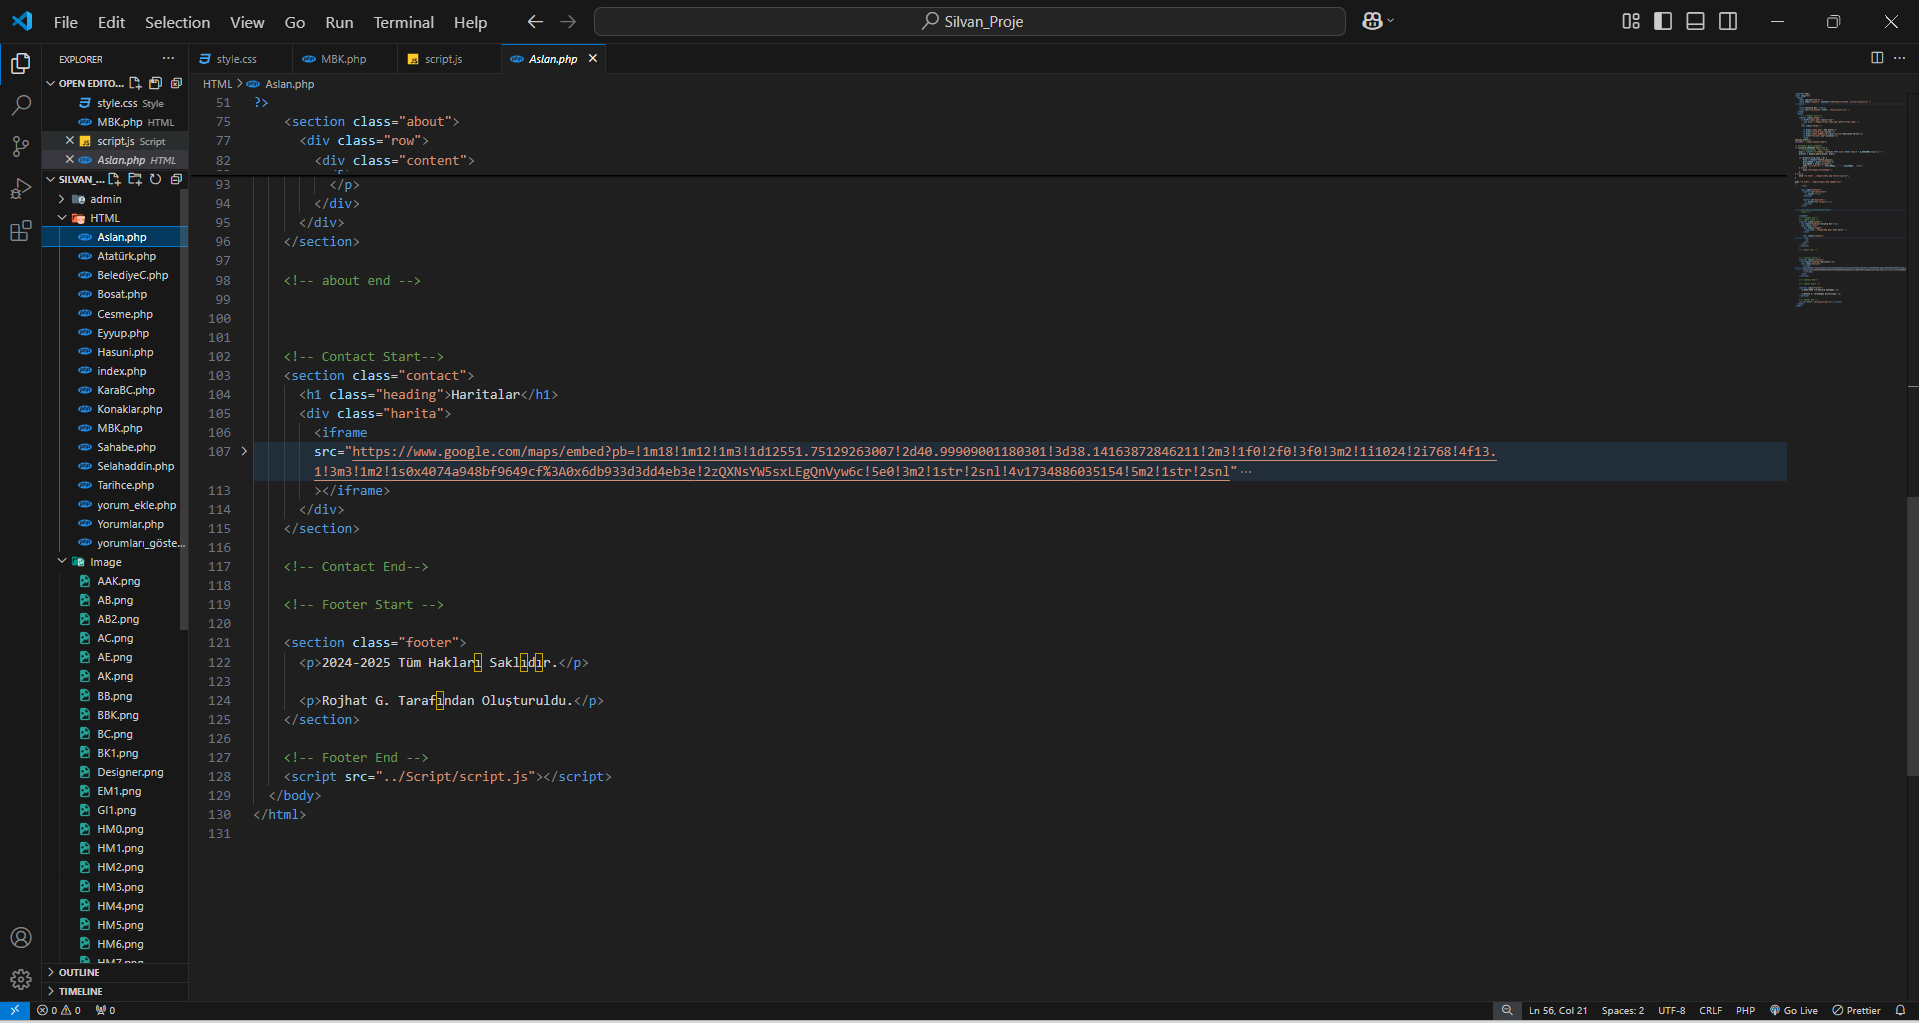 File Edit Selection View Go Run Terminal Help
Silvan_Proje
EXPLORER
OPEN EDITO...
style.css Style
MBK.php HTML
script.js Script
Aslan.php HTML
SILVAN_...
admin
HTML
Aslan.php
Atatürk.php
BelediyeC.php
Bosat.php
Cesme.php
Eyyup.php
Hasuni.php
index.php
KaraBC.php
Konaklar.php
MBK.php
Sahabe.php
Selahaddin.php
Tarihce.php
yorum_ekle.php
Yorumlar.php
yorumları_göste...
Image
AAK.png
AB.png
AB2.png
AC.png
AE.png
AK.png
BB.png
BBK.png
BC.png
BK1.png
Designer.png
EM1.png
GI1.png
HM0.png
HM1.png
HM2.png
HM3.png
HM4.png
HM5.png
HM6.png
HM7.png
OUTLINE
TIMELINE
style.css MBK.php script.js Aslan.php
HTML > Aslan.php
51 ?>
75 <section class="about">
77 <div class="row">
82 <div class="content">
93 </p>
94 </div>
95 </div>
96 </section>
97
98 <!-- about end -->
99
100
101
102 <!-- Contact Start-->
103 <section class="contact">
104 <h1 class="heading">Haritalar</h1>
105 <div class="harita">
106 <iframe
107 src="https://www.google.com/maps/embed?pb=!1m18!1m12!1m3!1d12551.75129263007!2d40.99909001180301!3d38.14163872846211!2m3!1f0!2f0!3f0!3m2!1i1024!2i768!4f13.
1!3m3!1m2!1s0x4074a948bf9649cf%3A0x6db933d3dd4eb3e!2zQXNsYW5sxLEgQnVyw6c!5e0!3m2!1str!2snl!4v1734886035154!5m2!1str!2snl"···
113 ></iframe>
114 </div>
115 </section>
116
117 <!-- Contact End-->
118
119 <!-- Footer Start -->
120
121 <section class="footer">
122 <p>2024-2025 Tüm Hakları Saklıdır.</p>
123
124 <p>Rojhat G. Tarafından Oluşturuldu.</p>
125 </section>
126
127 <!-- Footer End -->
128 <script src="../Script/script.js"></script>
129 </body>
130 </html>
131
0 0 0
Ln 56, Col 21 Spaces: 2 UTF-8 CRLF PHP Go Live Prettier